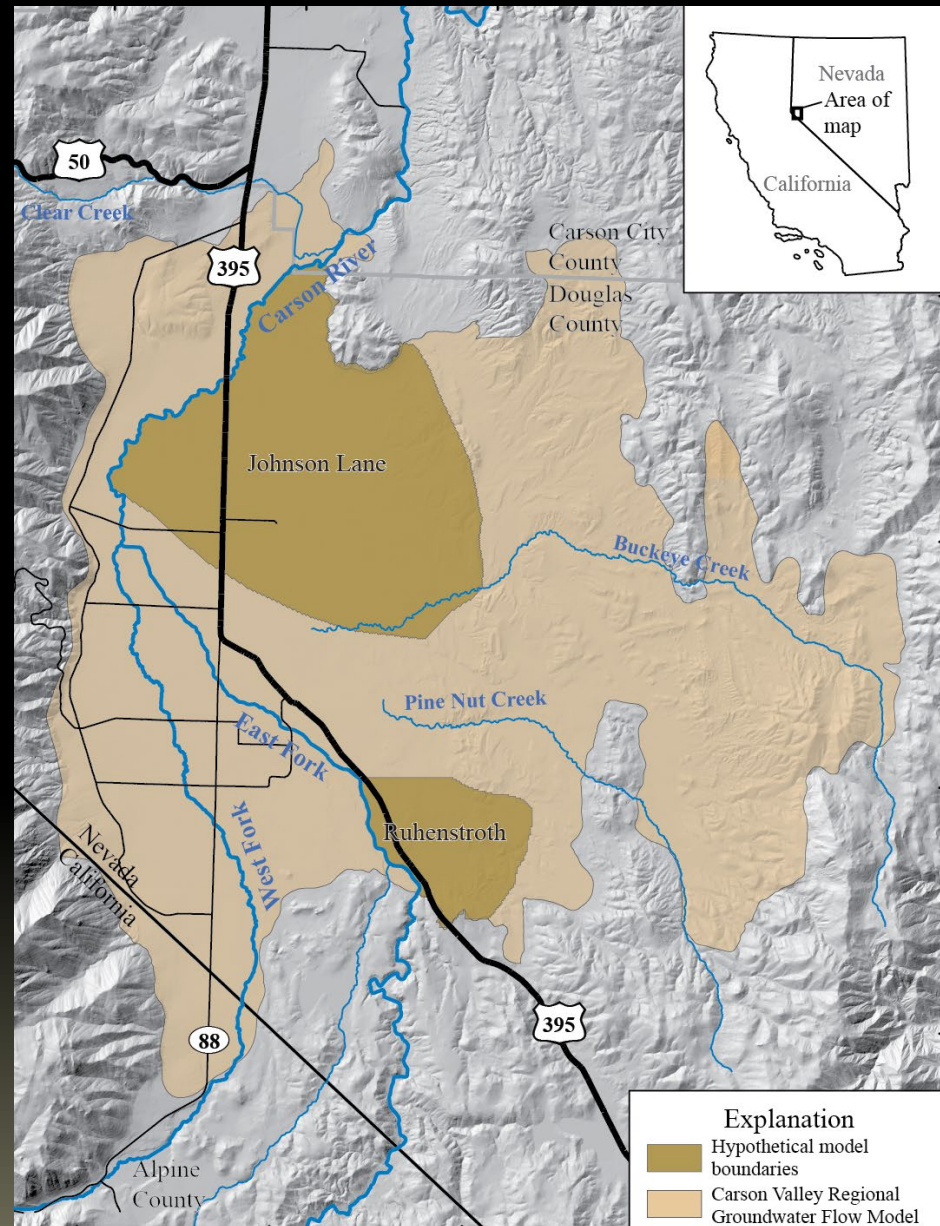 Nevada
Area of
map
California
50
Clear Creek
395
Carson River
Carson City
County
Douglas
County
Johnson Lane
Buckeye Creek
Pine Nut Creek
East Fork
Ruhenstroth
West Fork
Nevada
California
395
88
Alpine
County
Explanation
Hypothetical model
boundaries
Carson Valley Regional
Groundwater Flow Model